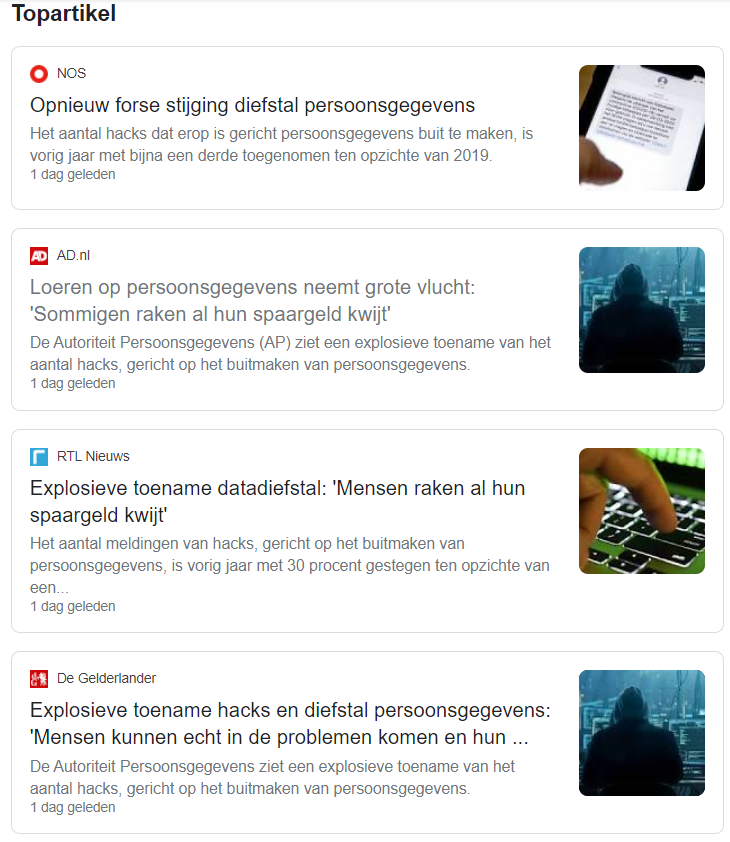 Topartikel
NOS
Opnieuw forse stijging diefstal persoonsgegevens
Het aantal hacks dat erop is gericht persoonsgegevens buit te maken, is
vorig jaar met bijna een derde toegenomen ten opzichte van 2019.
1 dag geleden
AD.nl
Loeren op persoonsgegevens neemt grote vlucht:
'Sommigen raken al hun spaargeld kwijt'
De Autoriteit Persoonsgegevens (AP) ziet een explosieve toename van het
aantal hacks, gericht op het buitmaken van persoonsgegevens.
1 dag geleden
RTL Nieuws
Explosieve toename datadiefstal: 'Mensen raken al hun
spaargeld kwijt'
Het aantal meldingen van hacks, gericht op het buitmaken van
persoonsgegevens, is vorig jaar met 30 procent gestegen ten opzichte van
een...
1 dag geleden
De Gelderlander
Explosieve toename hacks en diefstal persoonsgegevens:
'Mensen kunnen echt in de problemen komen en hun ...
De Autoriteit Persoonsgegevens ziet een explosieve toename van het
aantal hacks, gericht op het buitmaken van persoonsgegevens.
1 dag geleden